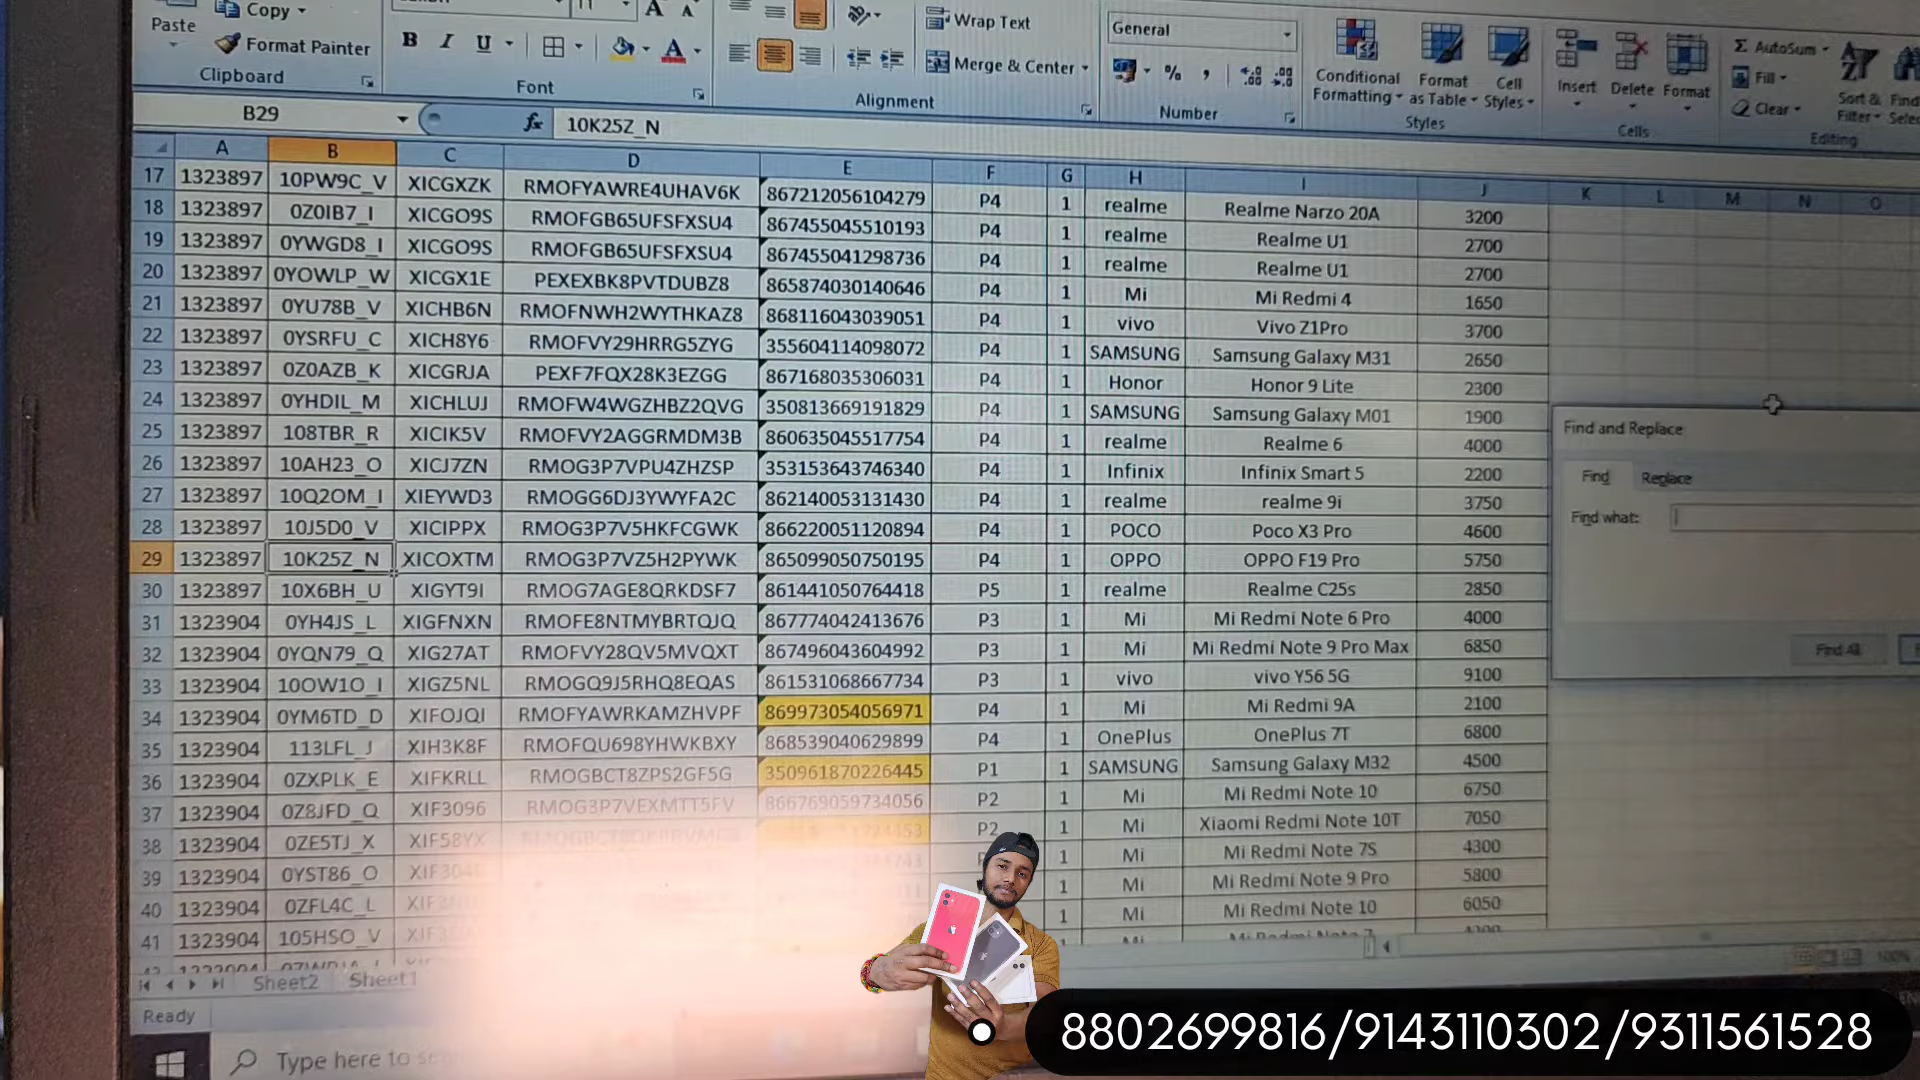 Paste
Copy
Format Painter
Clipboard
B I U
Font
Wrap Text
Merge & Center
Alignment
General
Number
Conditional Formatting
Format as Table
Cell Styles
Styles
Insert Delete Format
Cells
Σ AutoSum
Fill
Clear
Sort & Filter
Editing
B29 fx 10K25Z_N
A B C D E F G H I J K L M N O
17 1323897 10PW9C_V XICGXZK RMOFYAWRE4UHAV6K 867212056104279 P4 1 realme Realme Narzo 20A 3200
18 1323897 0Z0IB7_I XICGO9S RMOFGB65UFSFXSU4 867455045510193 P4 1 realme Realme U1 2700
19 1323897 0YWGD8_I XICGO9S RMOFGB65UFSFXSU4 867455041298736 P4 1 realme Realme U1 2700
20 1323897 0YOWLP_W XICGX1E PEXEXBK8PVTDUBZ8 865874030140646 P4 1 Mi Mi Redmi 4 1650
21 1323897 0YU78B_V XICHB6N RMOFNWH2WYTHKAZ8 868116043039051 P4 1 vivo Vivo Z1Pro 3700
22 1323897 0YSRFU_C XICH8Y6 RMOFVY29HRRG5ZYG 355604114098072 P4 1 SAMSUNG Samsung Galaxy M31 2650
23 1323897 0Z0AZB_K XICGRJA PEXF7FQX28K3EZGG 867168035306031 P4 1 Honor Honor 9 Lite 2300
24 1323897 0YHDIL_M XICHLUJ RMOFW4WGZHBZ2QVG 350813669191829 P4 1 SAMSUNG Samsung Galaxy M01 1900
25 1323897 108TBR_R XICIK5V RMOFVY2AGGRMDM3B 860635045517754 P4 1 realme Realme 6 4000
26 1323897 10AH23_O XICJ7ZN RMOG3P7VPU4ZHZSP 353153643746340 P4 1 Infinix Infinix Smart 5 2200
27 1323897 10Q2OM_I XIEYWD3 RMOGG6DJ3YWYFA2C 862140053131430 P4 1 realme realme 9i 3750
28 1323897 10J5D0_V XICIPPX RMOG3P7V5HKFCGWK 866220051120894 P4 1 POCO Poco X3 Pro 4600
29 1323897 10K25Z_N XICOXTM RMOG3P7VZ5H2PYWK 865099050750195 P4 1 OPPO OPPO F19 Pro 5750
30 1323897 10X6BH_U XIGYT9I RMOG7AGE8QRKDSF7 861441050764418 P5 1 realme Realme C25s 2850
31 1323904 0YH4JS_L XIGFNXN RMOFE8NTMYBRTQJQ 867774042413676 P3 1 Mi Mi Redmi Note 6 Pro 4000
32 1323904 0YQN79_Q XIG27AT RMOFVY28QV5MVQXT 867496043604992 P3 1 Mi Mi Redmi Note 9 Pro Max 6850
33 1323904 10OW1O_I XIGZ5NL RMOGQ9J5RHQ8EQAS 861531068667734 P3 1 vivo vivo Y56 5G 9100
34 1323904 0YM6TD_D XIFOJQI RMOFYAWRKAMZHVPF 869973054056971 P4 1 Mi Mi Redmi 9A 2100
35 1323904 113LFL_J XIH3K8F RMOFQU698YHWKBXY 868539040629899 P4 1 OnePlus OnePlus 7T 6800
36 1323904 0ZXPLK_E XIFKRLL RMOGBCT8ZPS2GF5G 350961870226445 P1 1 SAMSUNG Samsung Galaxy M32 4500
37 1323904 0Z8JFD_Q XIF3096 RMOG3P7VEXMTT5FV 866769059734056 P2 1 Mi Mi Redmi Note 10 6750
38 1323904 0ZE5TJ_X XIF58YX P2 1 Mi Xiaomi Redmi Note 10T 7050
39 1323904 0YST86_O 1 Mi Mi Redmi Note 7S 4300
40 1323904 0ZFL4C_L 1 Mi Mi Redmi Note 9 Pro 5800
41 1323904 105HSO_V 1 Mi Mi Redmi Note 10 6050
Find and Replace
Find Replace
Find what:
Find All
Sheet2 Sheet1
Ready
100%
Type here to
8802699816/9143110302/9311561528